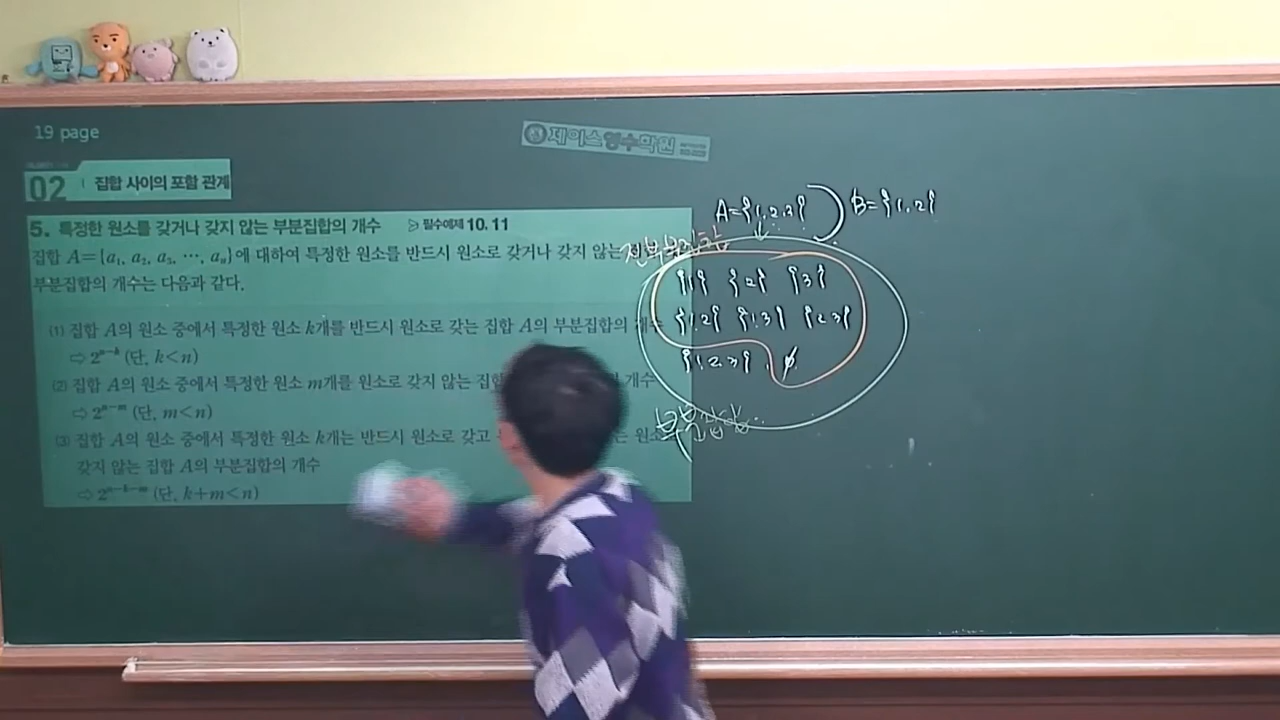 19 page
제이스영수학원
02 집합 사이의 포함 관계
5. 특정한 원소를 갖거나 갖지 않는 부분집합의 개수 ≫ 필수예제 10, 11
집합 A={a₁, a₂, a₃, ⋯, aₙ}에 대하여 특정한 원소를 반드시 원소로 갖거나 갖지 않는
부분집합의 개수는 다음과 같다.
(1) 집합 A의 원소 중에서 특정한 원소 k개를 반드시 원소로 갖는 집합 A의 부분집합의 개수
⇨ 2ⁿ⁻ᵏ (단, k<n)
(2) 집합 A의 원소 중에서 특정한 원소 m개를 원소로 갖지 않는 집합 개수
⇨ 2ⁿ⁻ᵐ (단, m<n)
(3) 집합 A의 원소 중에서 특정한 원소 k개는 반드시 원소로 갖고 는 원소
갖지 않는 집합 A의 부분집합의 개수
⇨ 2ⁿ⁻ᵏ⁻ᵐ (단, k+m<n)
A={1,2,3} B={1,2}
진부분집합
{1} {2} {3}
{1,2} {1,3} {2,3}
{1,2,3}, ∅
부분집합